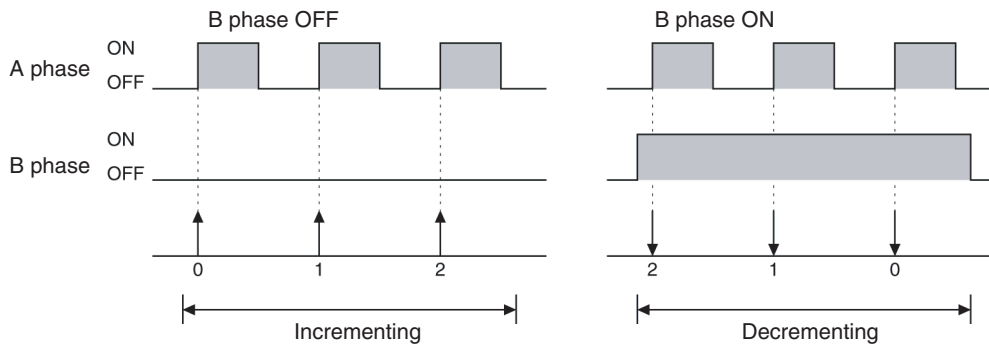 B phase OFF
B phase ON
A phase
ON
OFF
B phase
ON
OFF
0 1 2
2 1 0
Incrementing
Decrementing